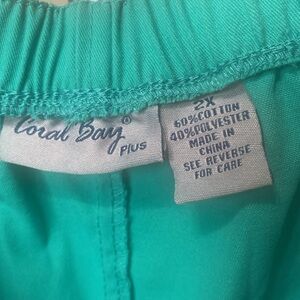 Coral Bay®
Plus
2X
60%COTTON
40%POLYESTER
MADE IN
CHINA
SEE REVERSE
FOR CARE